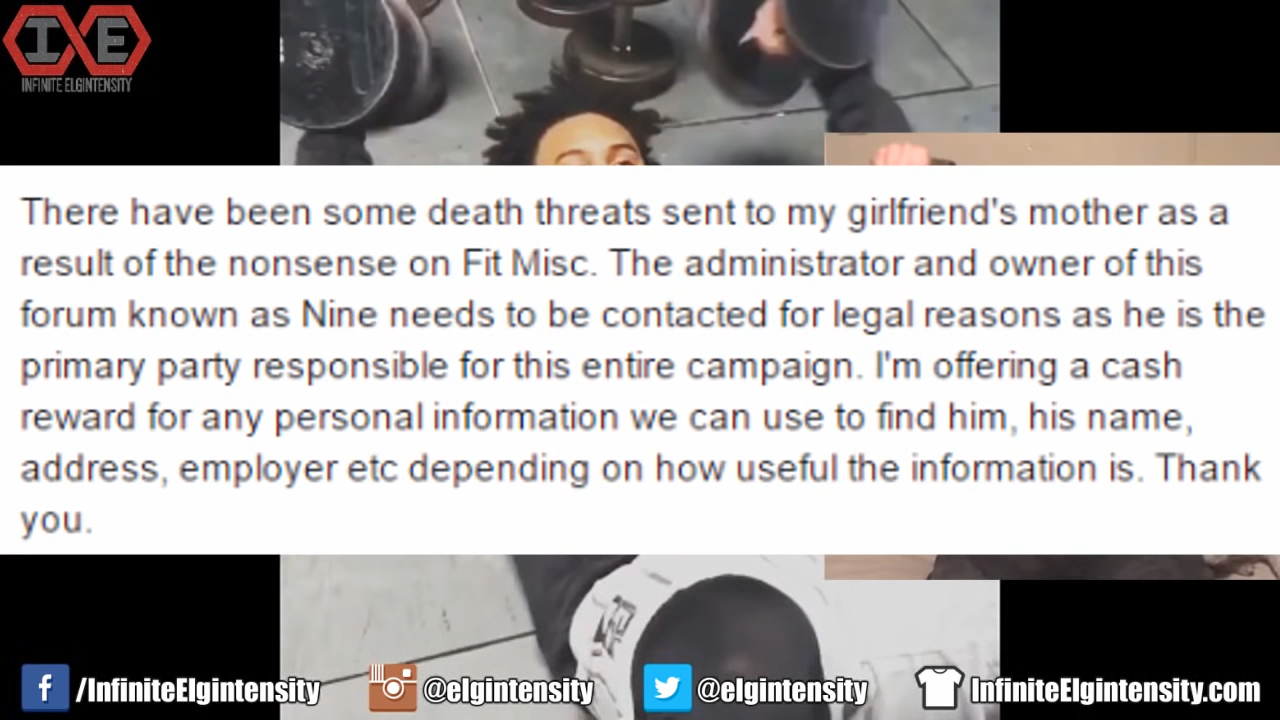 IE
INFINITE ELGINTENSITY
There have been some death threats sent to my girlfriend's mother as a
result of the nonsense on Fit Misc. The administrator and owner of this
forum known as Nine needs to be contacted for legal reasons as he is the
primary party responsible for this entire campaign. I'm offering a cash
reward for any personal information we can use to find him, his name,
address, employer etc depending on how useful the information is. Thank
you.
/InfiniteElgintensity @elgintensity @elgintensity InfiniteElgintensity.com